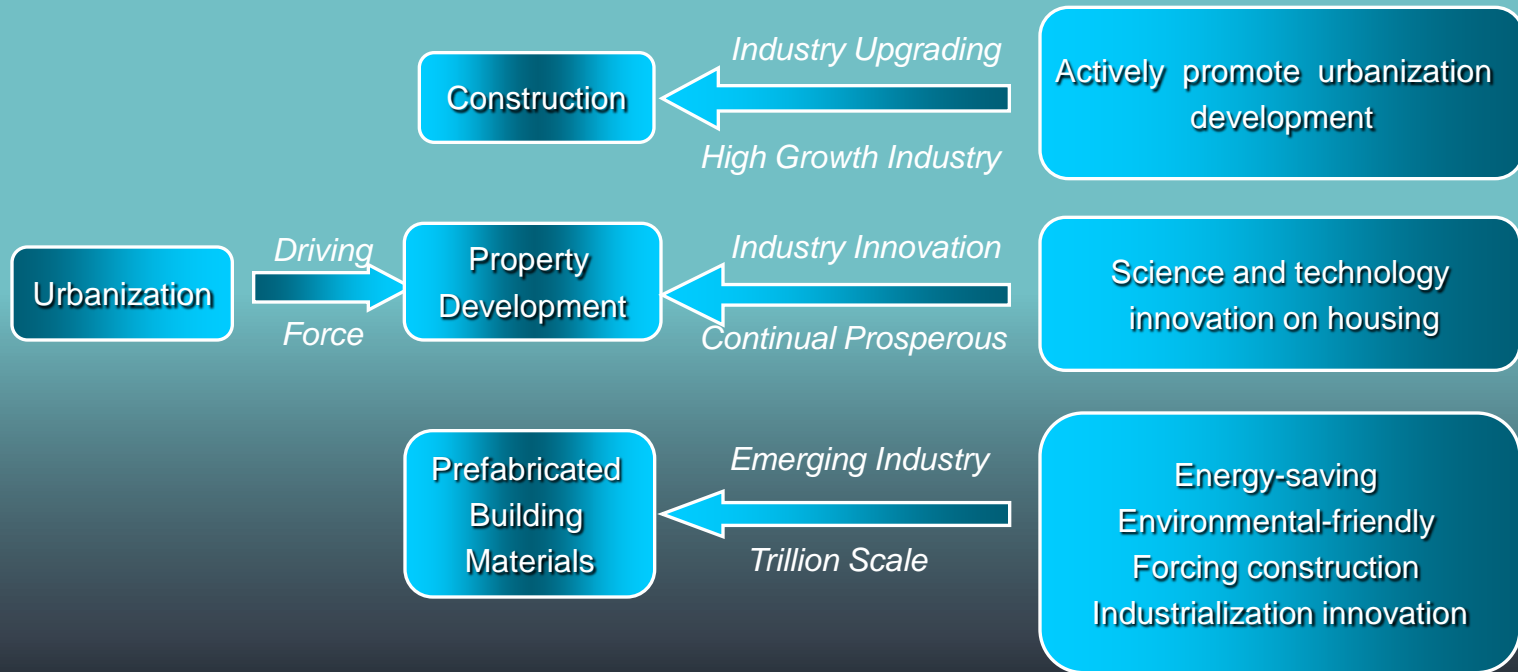 Industry Upgrading
Construction
High Growth Industry
Actively promote urbanization
development
Urbanization
Driving
Force
Property
Development
Industry Innovation
Continual Prosperous
Science and technology
innovation on housing
Prefabricated
Building
Materials
Emerging Industry
Trillion Scale
Energy-saving
Environmental-friendly
Forcing construction
Industrialization innovation